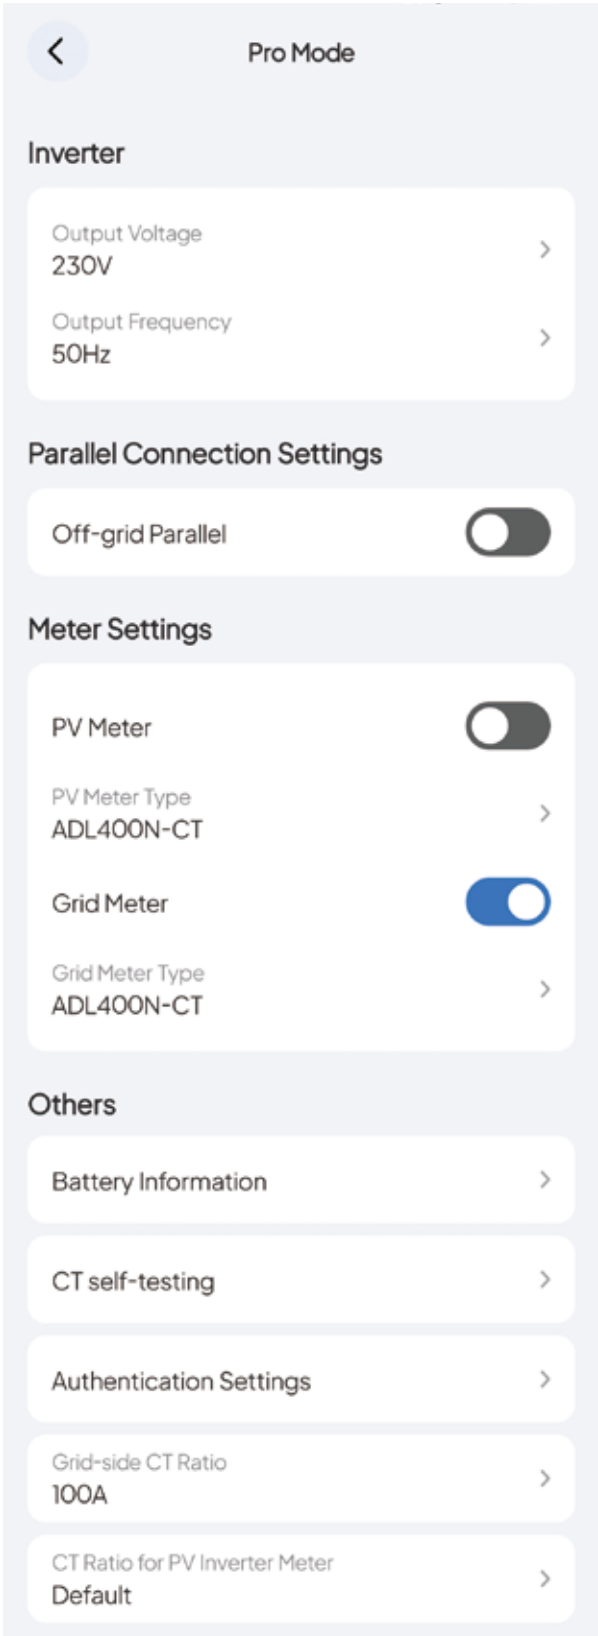 Pro Mode
Inverter
Output Voltage
230V
Output Frequency
50Hz
Parallel Connection Settings
Off-grid Parallel
Meter Settings
PV Meter
PV Meter Type
ADL400N-CT
Grid Meter
Grid Meter Type
ADL400N-CT
Others
Battery Information
CT self-testing
Authentication Settings
Grid-side CT Ratio
100A
CT Ratio for PV Inverter Meter
Default